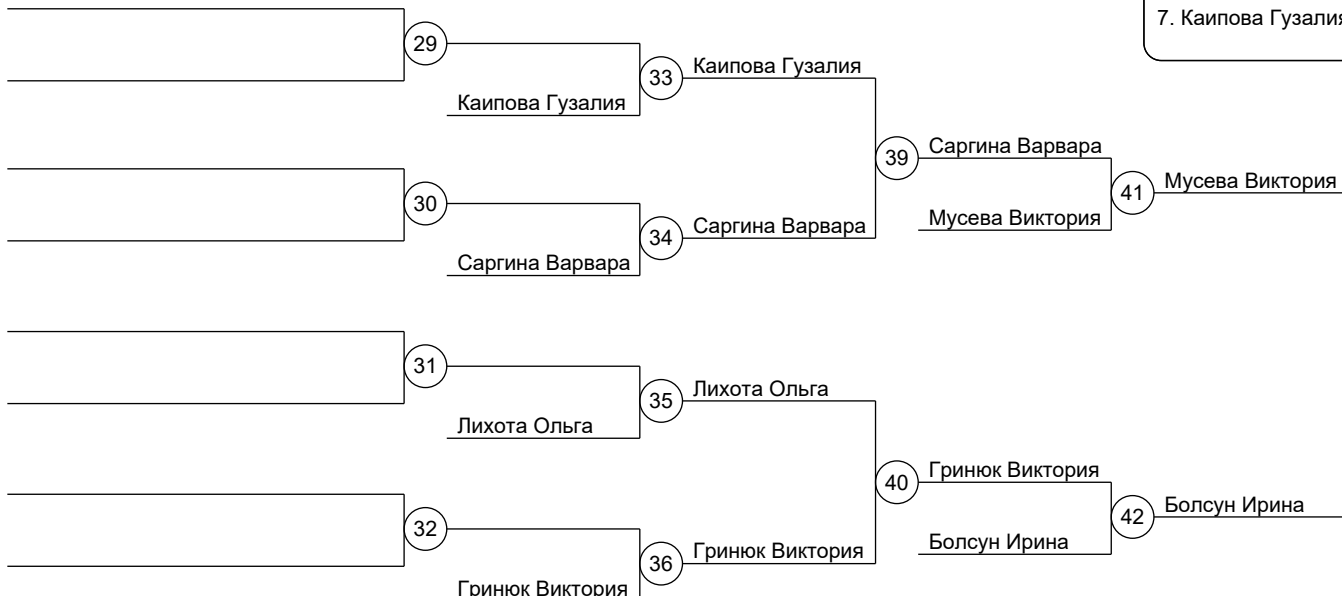 7. Каипова Гузалия
29
33
Каипова Гузалия
Каипова Гузалия
39
Саргина Варвара
41
Мусева Виктория
Мусева Виктория
30
34
Саргина Варвара
Саргина Варвара
31
35
Лихота Ольга
Лихота Ольга
40
Гринюк Виктория
42
Болсун Ирина
Болсун Ирина
32
36
Гринюк Виктория
Гринюк Виктория